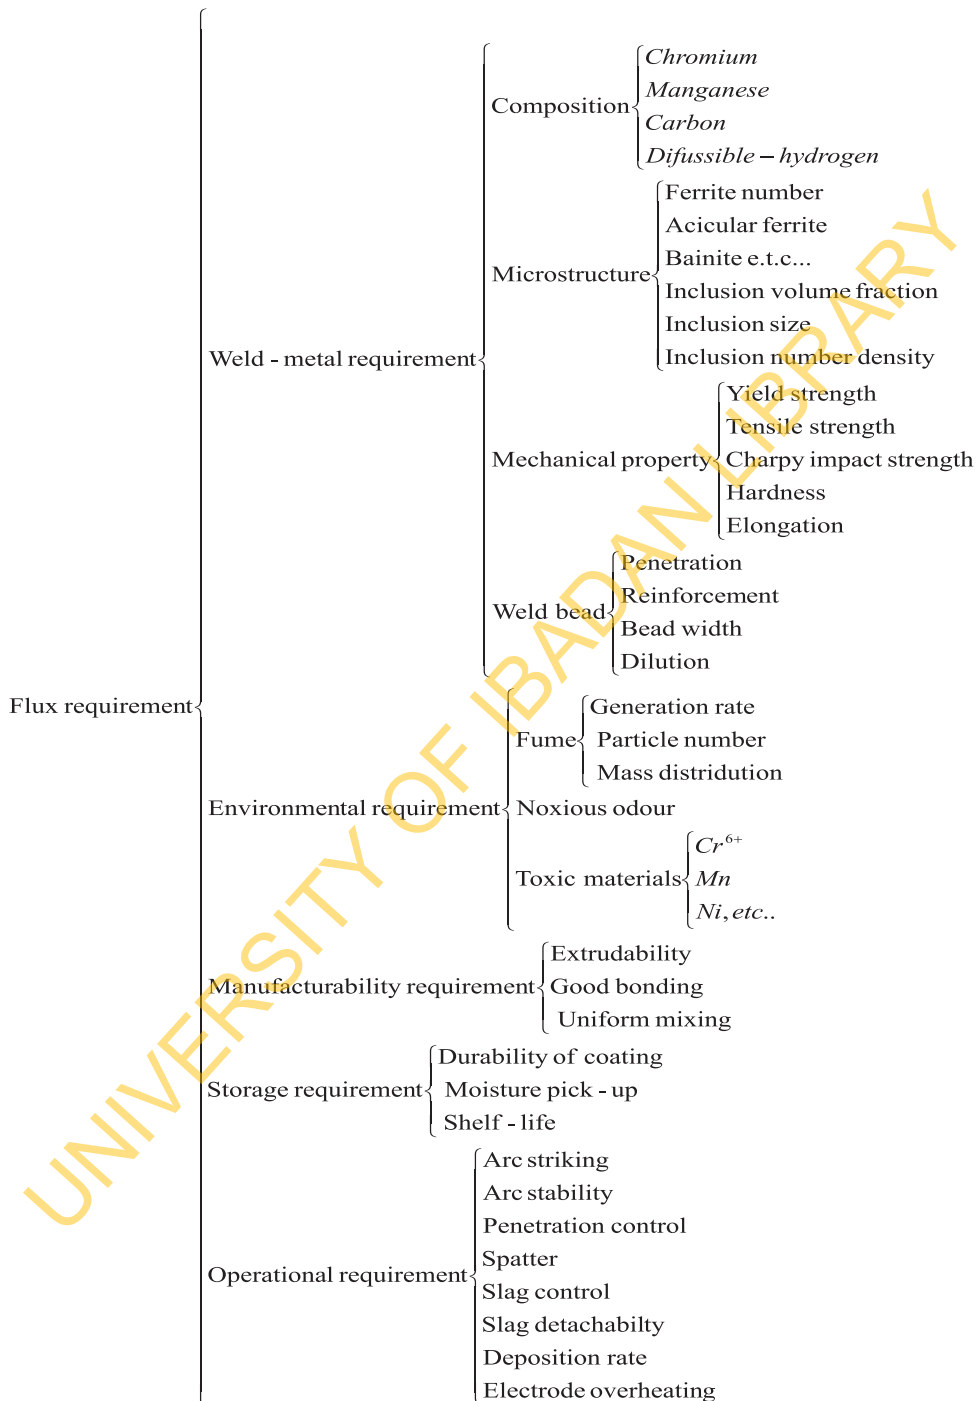 Flux requirement
Weld - metal requirement
Composition
Chromium
Manganese
Carbon
Difussible – hydrogen
Microstructure
Ferrite number
Acicular ferrite
Bainite e.t.c...
Inclusion volume fraction
Inclusion size
Inclusion number density
Mechanical property
Yield strength
Tensile strength
Charpy impact strength
Hardness
Elongation
Weld bead
Penetration
Reinforcement
Bead width
Dilution
Environmental requirement
Fume
Generation rate
Particle number
Mass distridution
Noxious odour
Toxic materials
Cr⁶⁺
Mn
Ni, etc..
Manufacturability requirement
Extrudability
Good bonding
Uniform mixing
Storage requirement
Durability of coating
Moisture pick - up
Shelf - life
Operational requirement
Arc striking
Arc stability
Penetration control
Spatter
Slag control
Slag detachabilty
Deposition rate
Electrode overheating
UNIVERSITY OF IBADAN LIBRARY